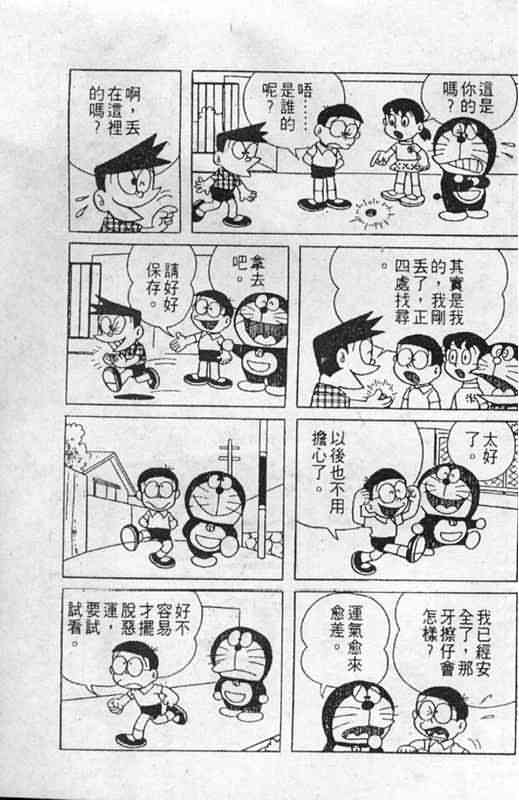 這是
你的
嗎？
唔……
是誰的
呢？
啊，丟
在這裡
的嗎？
其實是我
的，我剛
丟了，正
四處找尋
。
拿去
吧。
請好好
保存。
太好
了。
以後也不用
擔心了。
我已經安
全了，那
牙擦仔會
怎樣？
運氣愈來
愈差。
好不
容易
才擺
脫惡
運，
要試
試看。